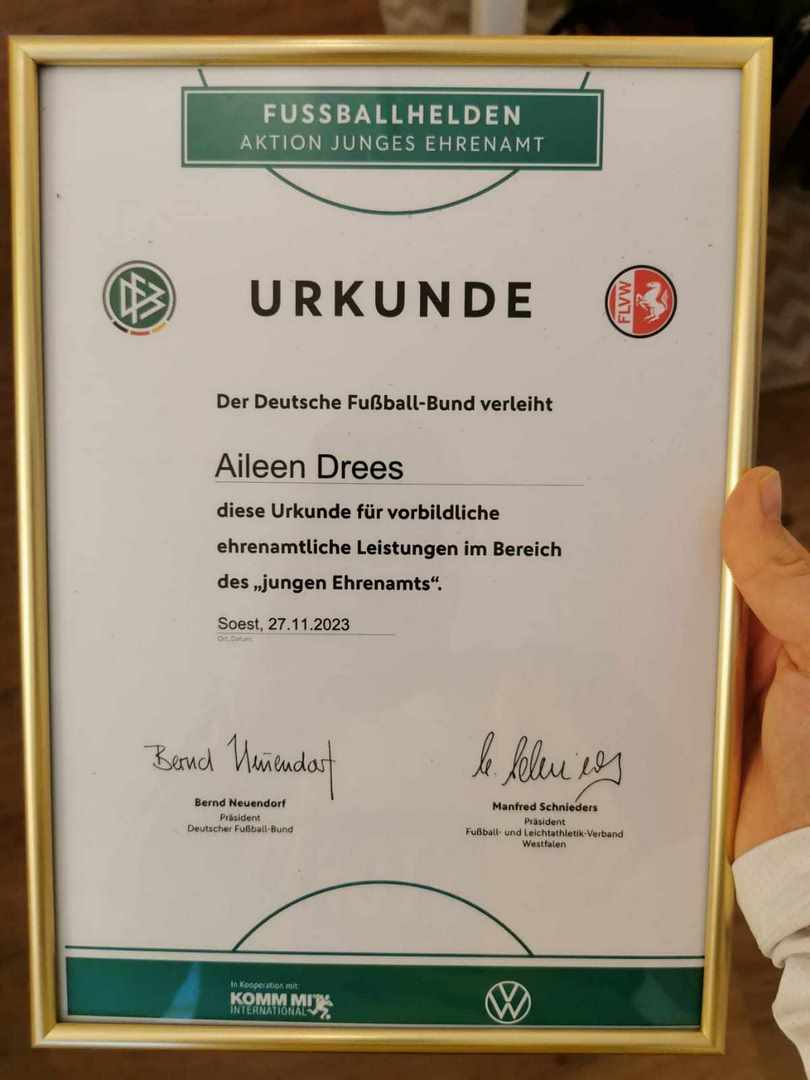 FUSSBALLHELDEN
AKTION JUNGES EHRENAMT
DFB
URKUNDE
FLVW
Der Deutsche Fußball-Bund verleiht
Aileen Drees
diese Urkunde für vorbildliche
ehrenamtliche Leistungen im Bereich
des „jungen Ehrenamts“.
Soest, 27.11.2023
Ort, Datum
Bernd Neuendorf
Bernd Neuendorf
Präsident
Deutscher Fußball-Bund
Manfred Schnieders
Präsident
Fußball- und Leichtathletik-Verband
Westfalen
In Kooperation mit:
KOMM MIT
INTERNATIONAL
VW